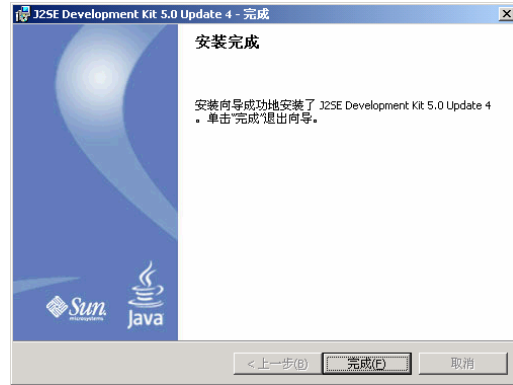 J2SE Development Kit 5.0 Update 4 - 完成
安装完成
安装向导成功地安装了 J2SE Development Kit 5.0 Update 4
。单击“完成”退出向导。
Sun
microsystems
Java
< 上一步(B)
完成(F)
取消